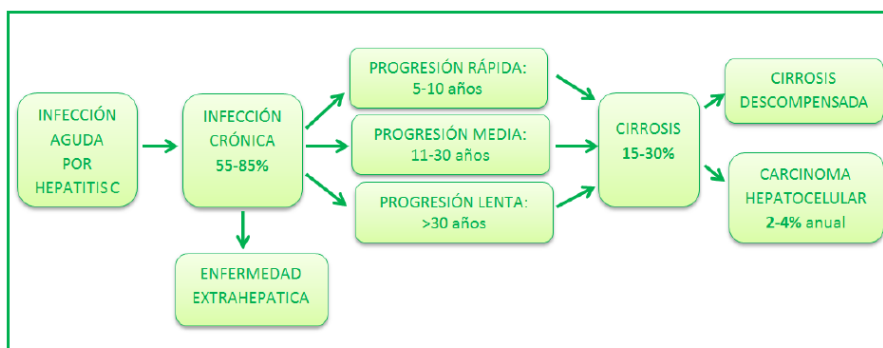 INFECCIÓN
AGUDA
POR
HEPATITIS C
INFECCIÓN
CRÓNICA
55-85%
ENFERMEDAD
EXTRAHEPATICA
PROGRESIÓN RÁPIDA:
5-10 años
PROGRESIÓN MEDIA:
11-30 años
PROGRESIÓN LENTA:
>30 años
CIRROSIS
15-30%
CIRROSIS
DESCOMPENSADA
CARCINOMA
HEPATOCELULAR
2-4% anual